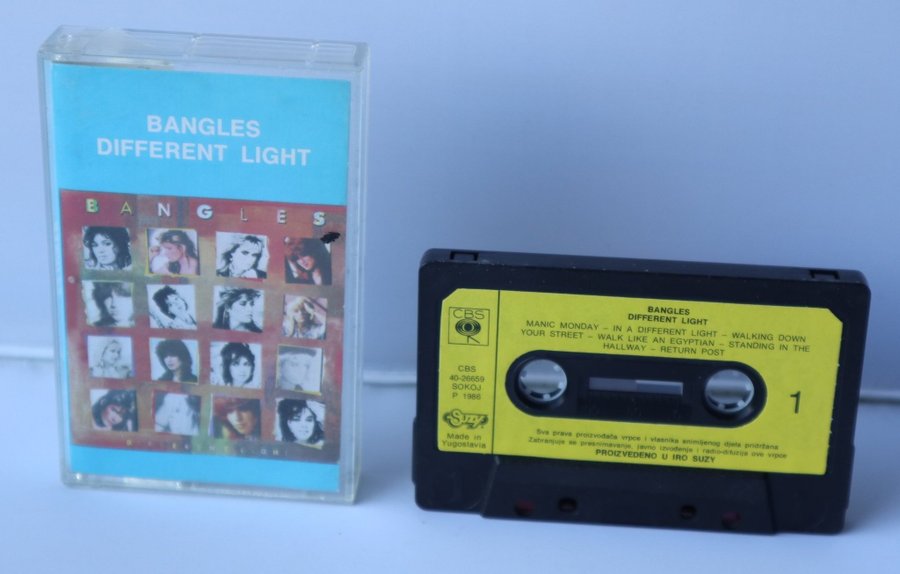 BANGLES
DIFFERENT LIGHT
BANGLES
BANGLES
DIFFERENT LIGHT
MANIC MONDAY – IN A DIFFERENT LIGHT – WALKING DOWN
YOUR STREET – WALK LIKE AN EGYPTIAN – STANDING IN THE
HALLWAY – RETURN POST
CBS
CBS
40-26659
SOKOJ
P 1986
SUZY
Made in
Yugoslavia
1
Sva prava proizvođača vrpce i vlasnika snimljenog djela pridržana
Zabranjuje se presnimavanje, javno izvođenje i radio-difuzija ove vrpce
PROIZVEDENO U IRO SUZY